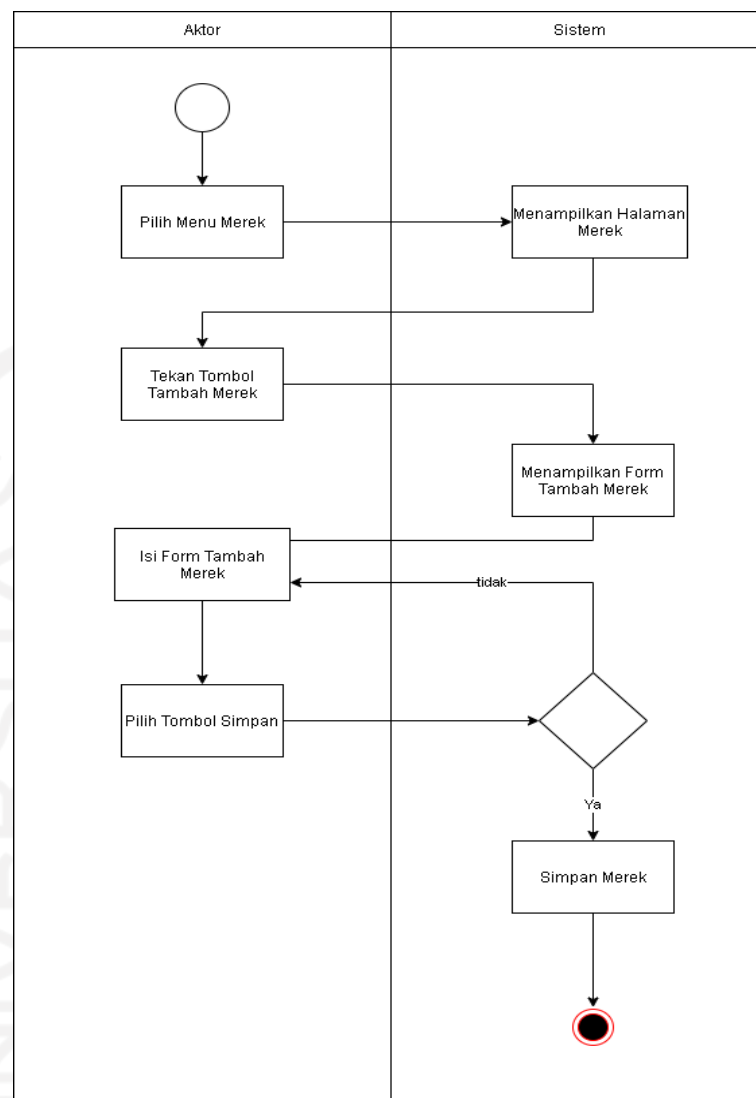 Aktor
Sistem
Pilih Menu Merek
Menampilkan Halaman
Merek
Tekan Tombol
Tambah Merek
Menampilkan Form
Tambah Merek
Isi Form Tambah
Merek
tidak
Pilih Tombol Simpan
Ya
Simpan Merek